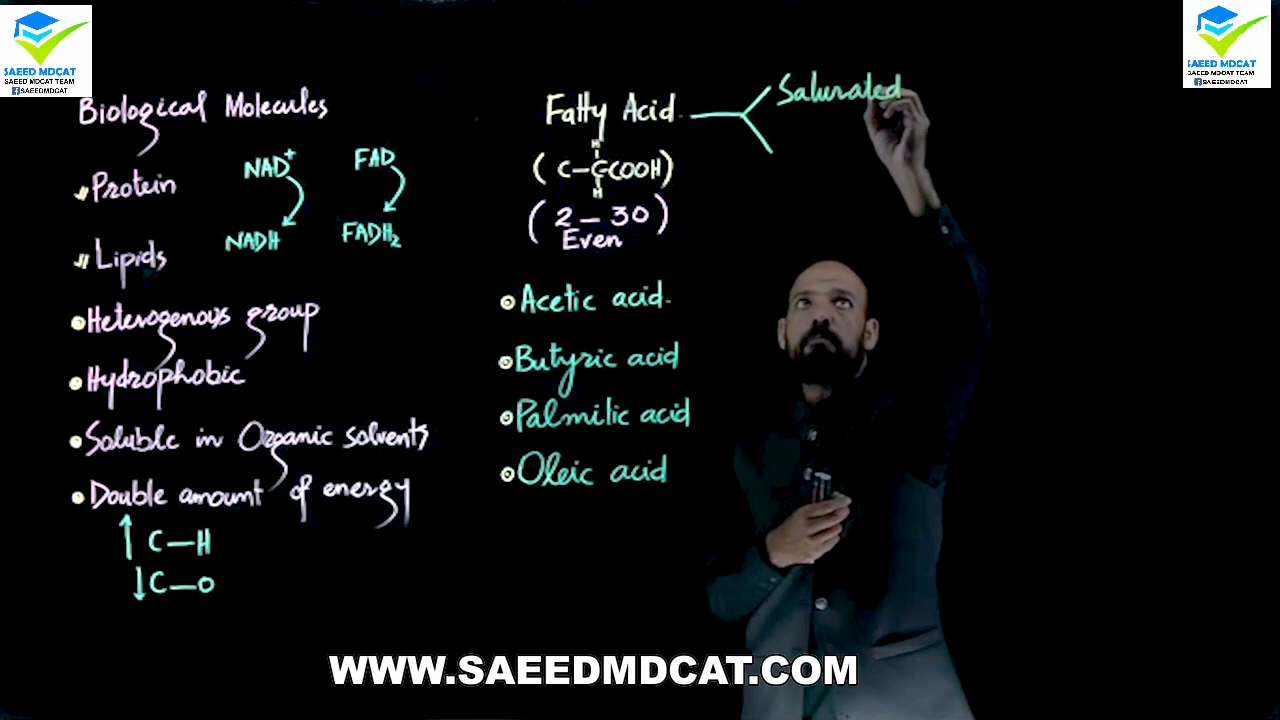 SAEED MDCAT
SAEED MDCAT TEAM
SAEEDMDCAT
SAEED MDCAT
SAEED MDCAT TEAM
SAEEDMDCAT
Biological Molecules
Protein
NAD+
FAD
NADH
FADH2
Lipids
Heterogenous group
Hydrophobic
Soluble in Organic solvents
Double amount of energy
↑ C—H
↓ C—O
Fatty Acid
Saturated
H
(C—C-COOH)
H
(2 — 30)
Even
Acetic acid
Butyric acid
Palmitic acid
Oleic acid
WWW.SAEEDMDCAT.COM